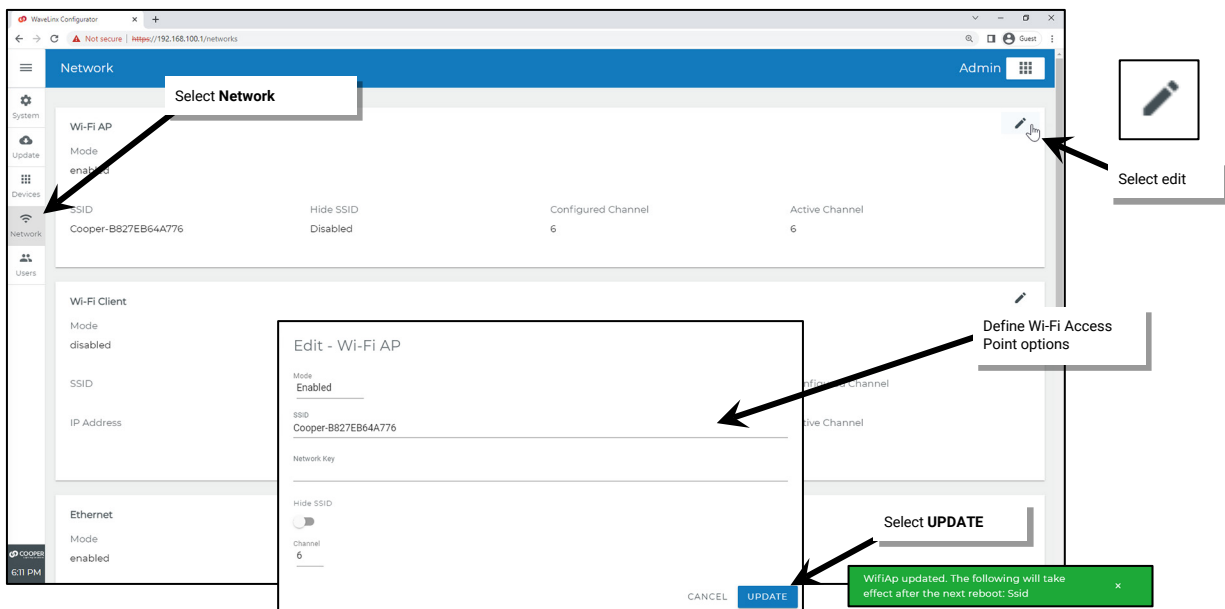 WaveLinx Configurator
Not secure | https://192.168.100.1/networks
Guest
Network
Admin
Select Network
System
Update
Devices
Network
Users
Wi-Fi AP
Mode
enabled
SSID
Hide SSID
Configured Channel
Active Channel
Cooper-B827EB64A776
Disabled
6
6
Select edit
Wi-Fi Client
Mode
disabled
SSID
IP Address
Channel
Channel
Define Wi-Fi Access
Point options
Edit - Wi-Fi AP
Mode
Enabled
SSID
Cooper-B827EB64A776
Network Key
Hide SSID
Channel
6
CANCEL
UPDATE
Select UPDATE
Ethernet
Mode
enabled
COOPER
6:11 PM
WifiAp updated. The following will take
effect after the next reboot: Ssid